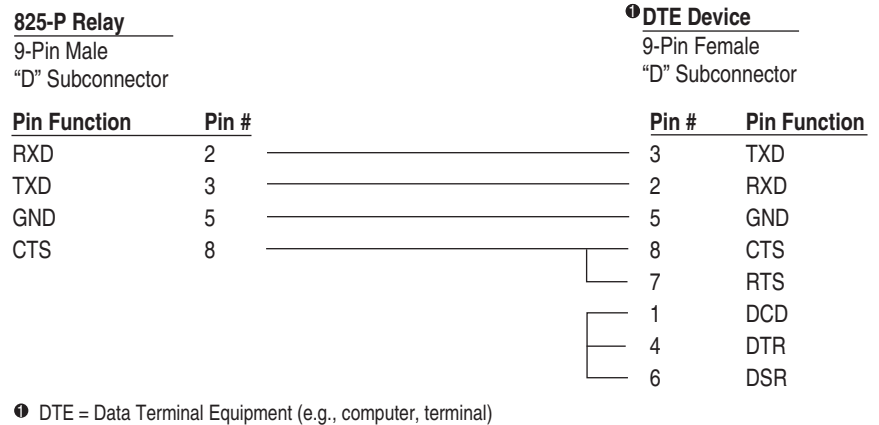 825-P Relay
9-Pin Male
“D” Subconnector
❶DTE Device
9-Pin Female
“D” Subconnector
Pin Function Pin # Pin # Pin Function
RXD 2 3 TXD
TXD 3 2 RXD
GND 5 5 GND
CTS 8 8 CTS
7 RTS
1 DCD
4 DTR
6 DSR
❶ DTE = Data Terminal Equipment (e.g., computer, terminal)